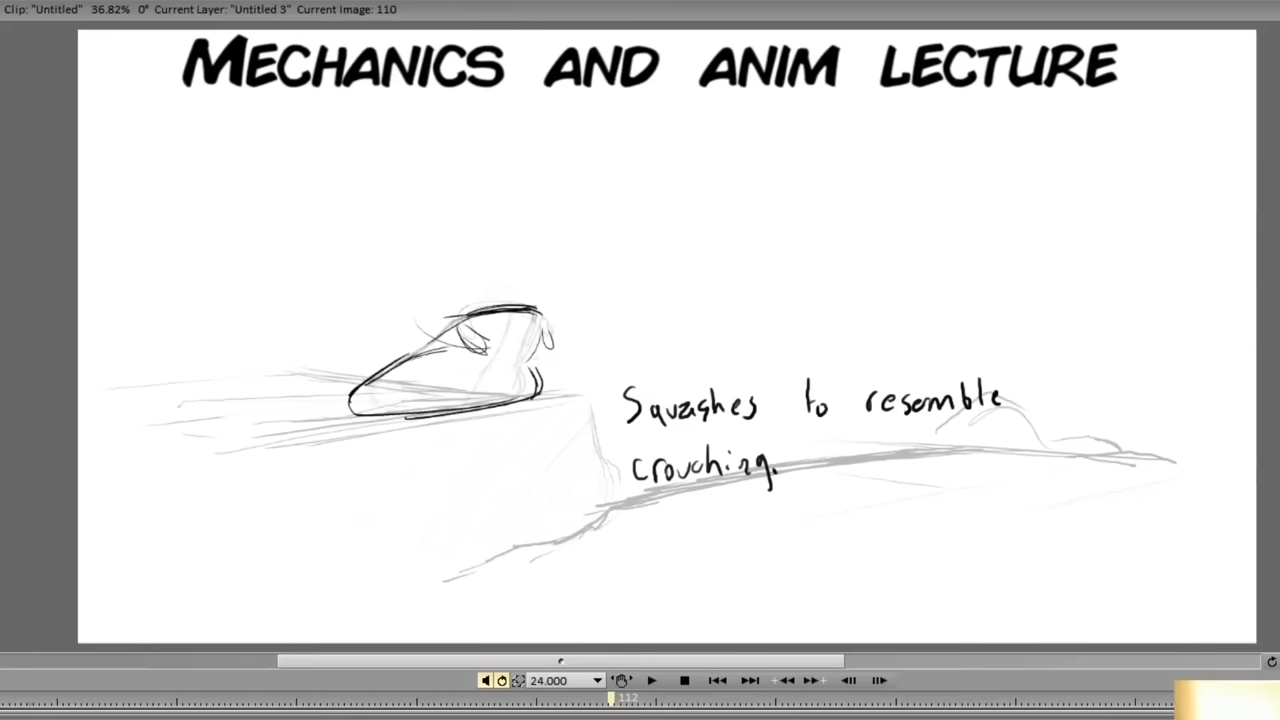 Clip: "Untitled" 36.82% 0° Current Layer: "Untitled 3" Current Image: 110
MECHANICS AND ANIM LECTURE
Squashes to resemble
crouching.
24.000
112